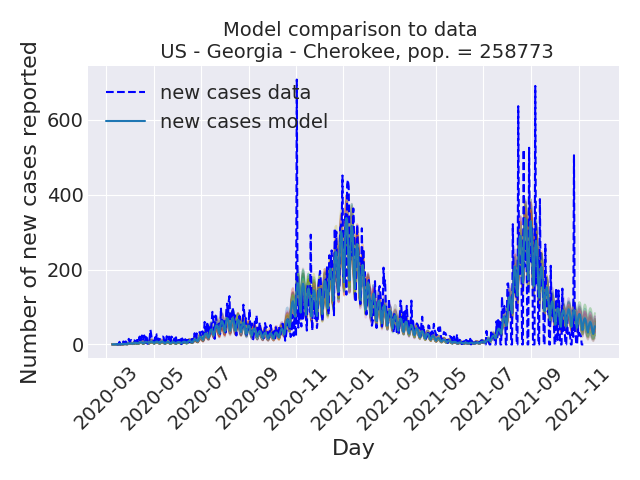 Model comparison to data
US - Georgia - Cherokee, pop. = 258773
new cases data
new cases model
Number of new cases reported
600
400
200
0
2020-03
2020-05
2020-07
2020-09
2020-11
2021-01
2021-03
2021-05
2021-07
2021-09
2021-11
Day